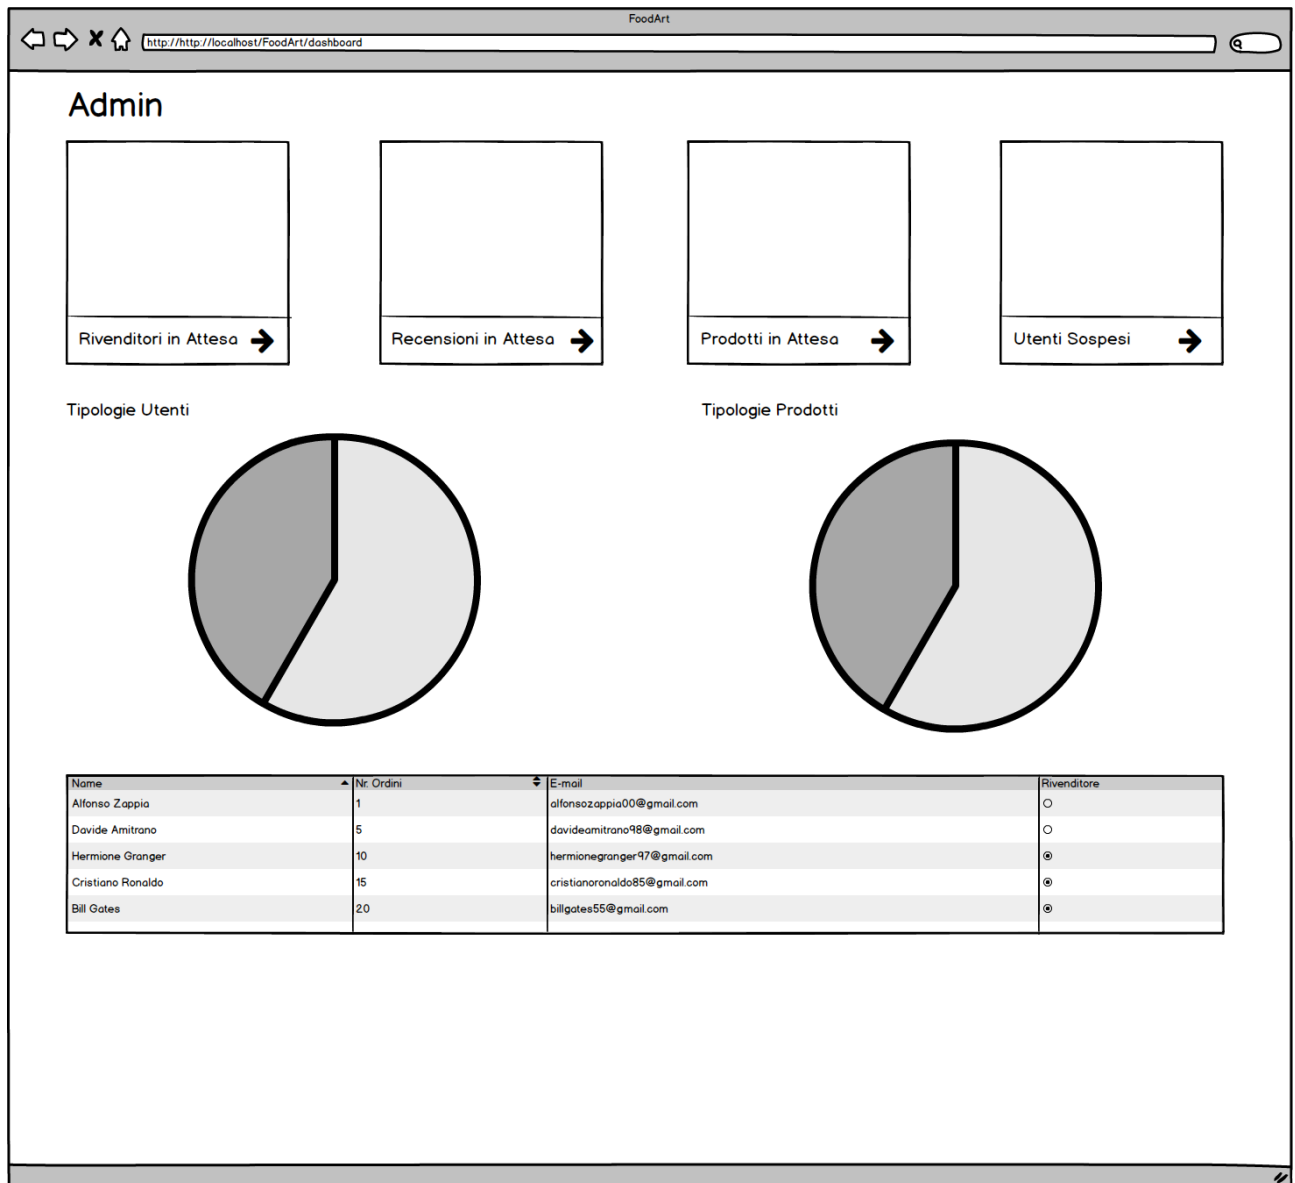 FoodArt
http://http://localhost/FoodArt/dashboard
Admin
Rivenditori in Attesa
Recensioni in Attesa
Prodotti in Attesa
Utenti Sospesi
Tipologie Utenti
Tipologie Prodotti
Name Nr. Ordini E-mail Rivenditore
Alfonso Zappia 1 alfonsozappia00@gmail.com
Davide Amitrano 5 davideamitrano98@gmail.com
Hermione Granger 10 hermionegranger97@gmail.com
Cristiano Ronaldo 15 cristianoronaldo85@gmail.com
Bill Gates 20 billgates55@gmail.com